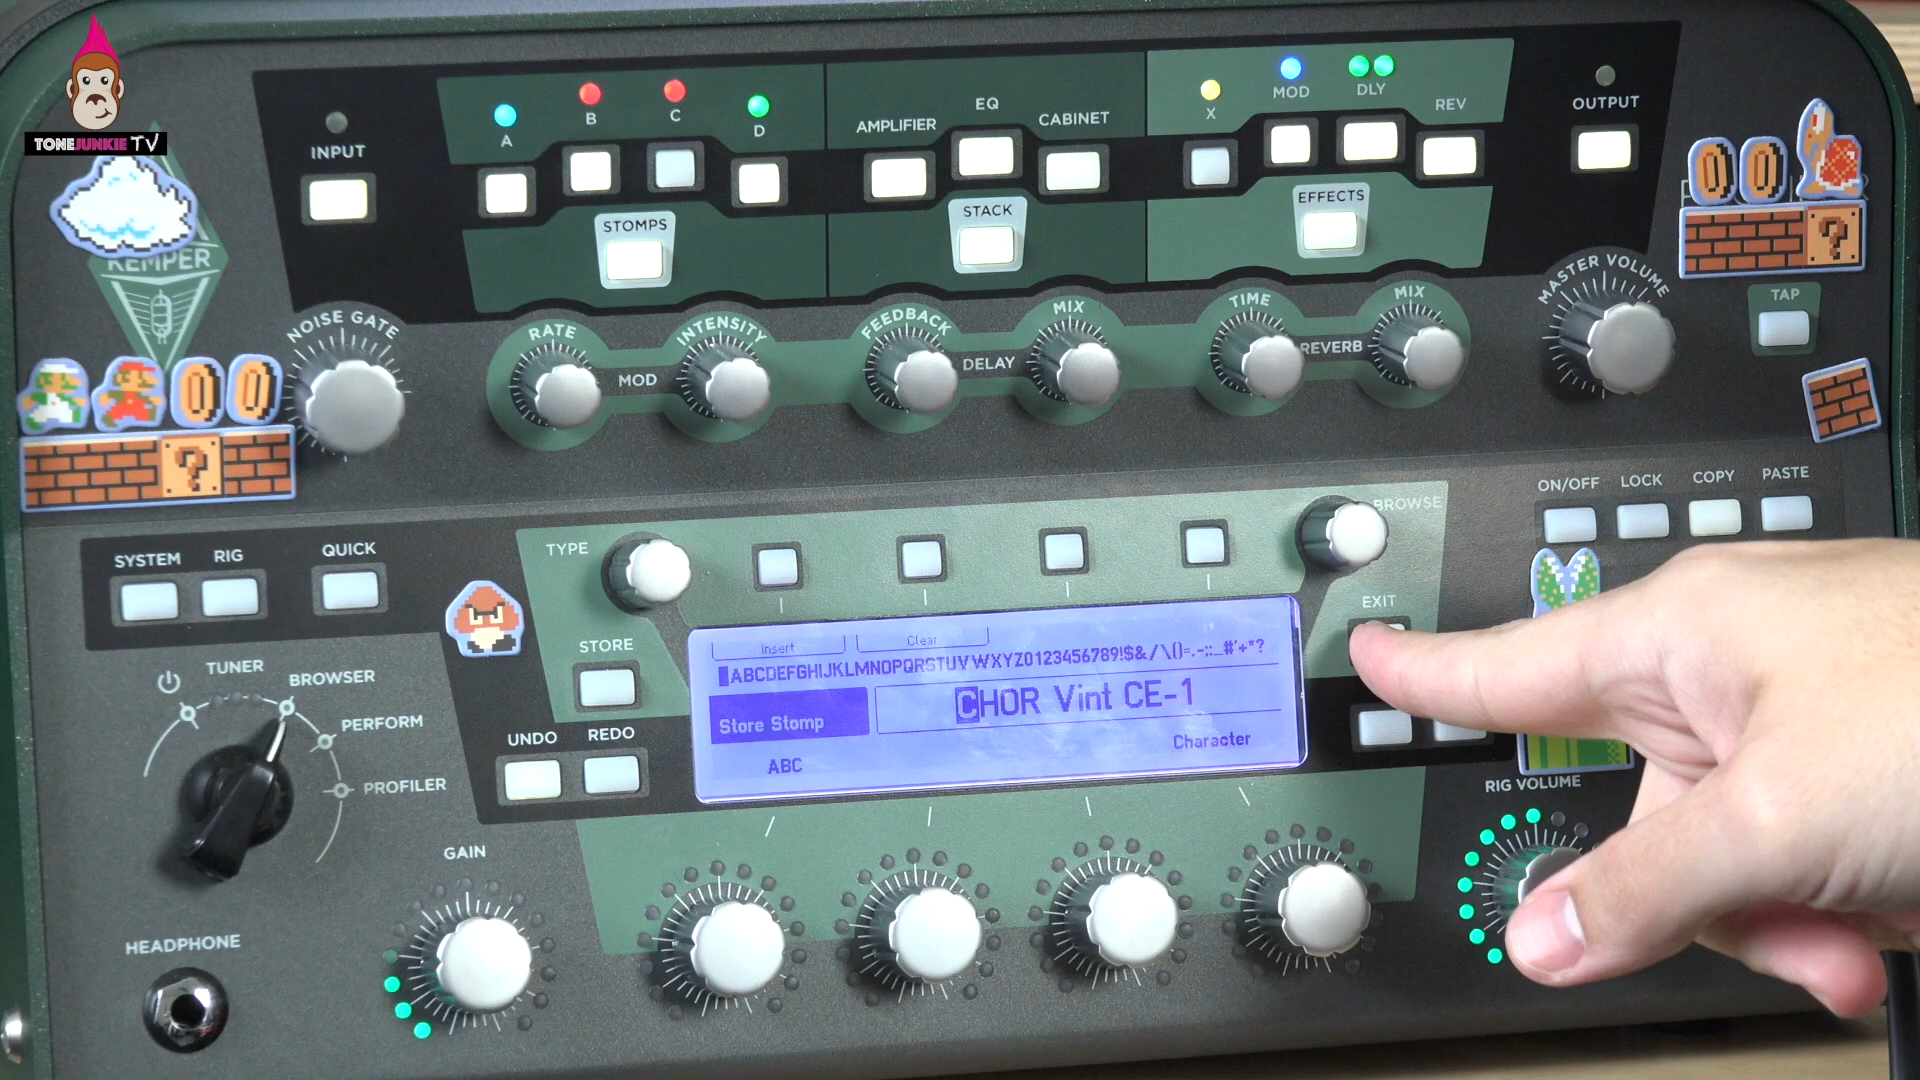 TONEJUNKIE TV
KEMPER
INPUT
A
B
C
D
AMPLIFIER
EQ
CABINET
X
MOD
DLY
REV
OUTPUT
STOMPS
STACK
EFFECTS
NOISE GATE
RATE
MOD
INTENSITY
FEEDBACK
DELAY
MIX
TIME
REVERB
MIX
MASTER VOLUME
TAP
?
?
SYSTEM
RIG
QUICK
TYPE
BROWSE
ON/OFF
LOCK
COPY
PASTE
STORE
EXIT
TUNER
BROWSER
PERFORM
PROFILER
UNDO
REDO
Insert
Clear
ABCDEFGHIJKLMNOPQRSTUVWXYZ0123456789!$&/\()=,.-:;_#'+*?
Store Stomp
CHOR Vint CE-1
ABC
Character
RIG VOLUME
GAIN
HEADPHONE